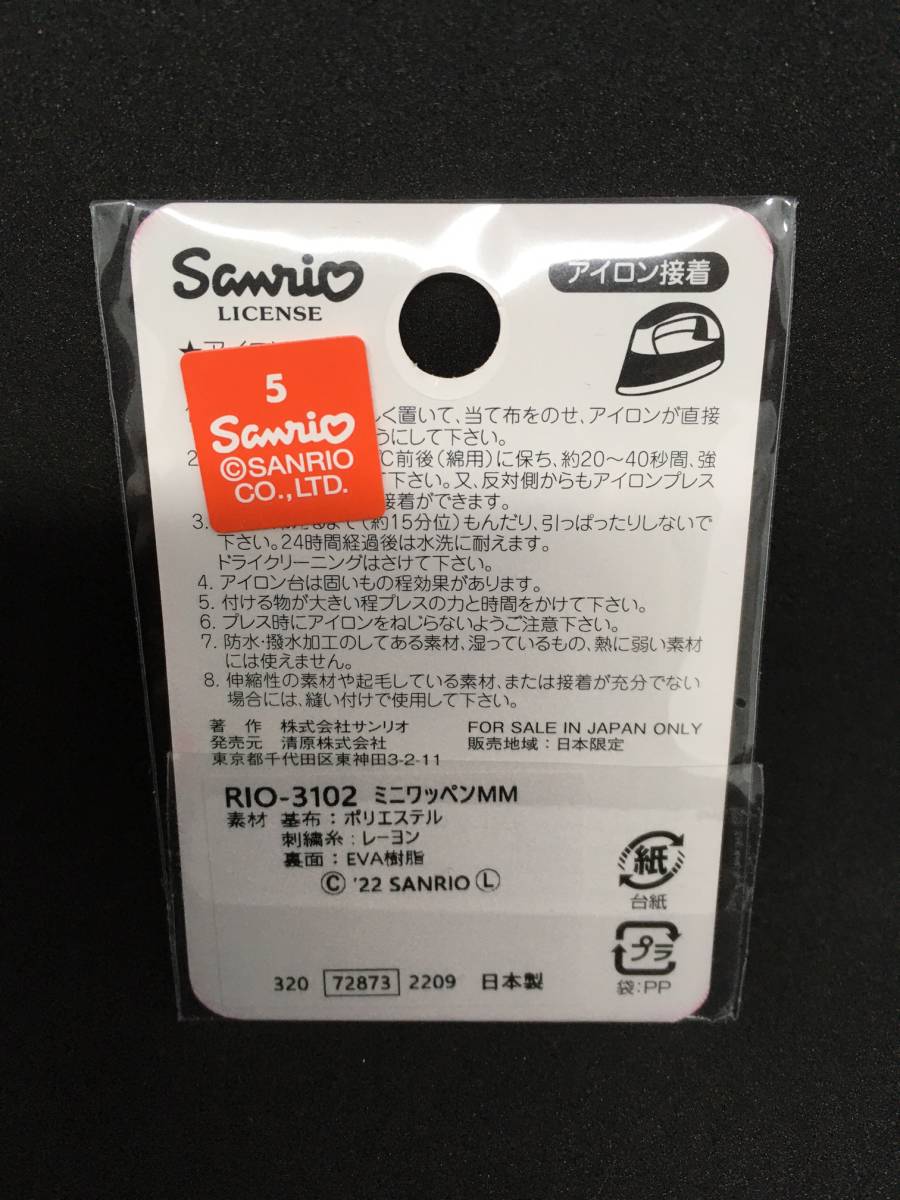 Sanrio
LICENSE
アイロン接着
5
Sanrio
©SANRIO
CO.,LTD.
★アイロン
く置いて、当て布をのせ、アイロンが直接
うにして下さい。
2. ℃前後(綿用)に保ち、約20〜40秒間、強
て下さい。又、反対側からもアイロンプレス
接着ができます。
3. まで(約15分位)もんだり、引っぱったりしないで
下さい。24時間経過後は水洗に耐えます。
ドライクリーニングはさけて下さい。
4. アイロン台は固いもの程効果があります。
5. 付ける物が大きい程プレスの力と時間をかけて下さい。
6. プレス時にアイロンをねじらないようご注意下さい。
7. 防水・撥水加工のしてある素材、湿っているもの、熱に弱い素材
には使えません。
8. 伸縮性の素材や起毛している素材、または接着が充分でない
場合には、縫い付けで使用して下さい。
著 作 株式会社サンリオ
発売元 清原株式会社
東京都千代田区東神田3-2-11
FOR SALE IN JAPAN ONLY
販売地域:日本限定
RIO-3102 ミニワッペンMM
素材 基布:ポリエステル
刺繍糸:レーヨン
裏面:EVA樹脂
© '22 SANRIO Ⓛ
紙
台紙
プラ
袋:PP
320 72873 2209 日本製